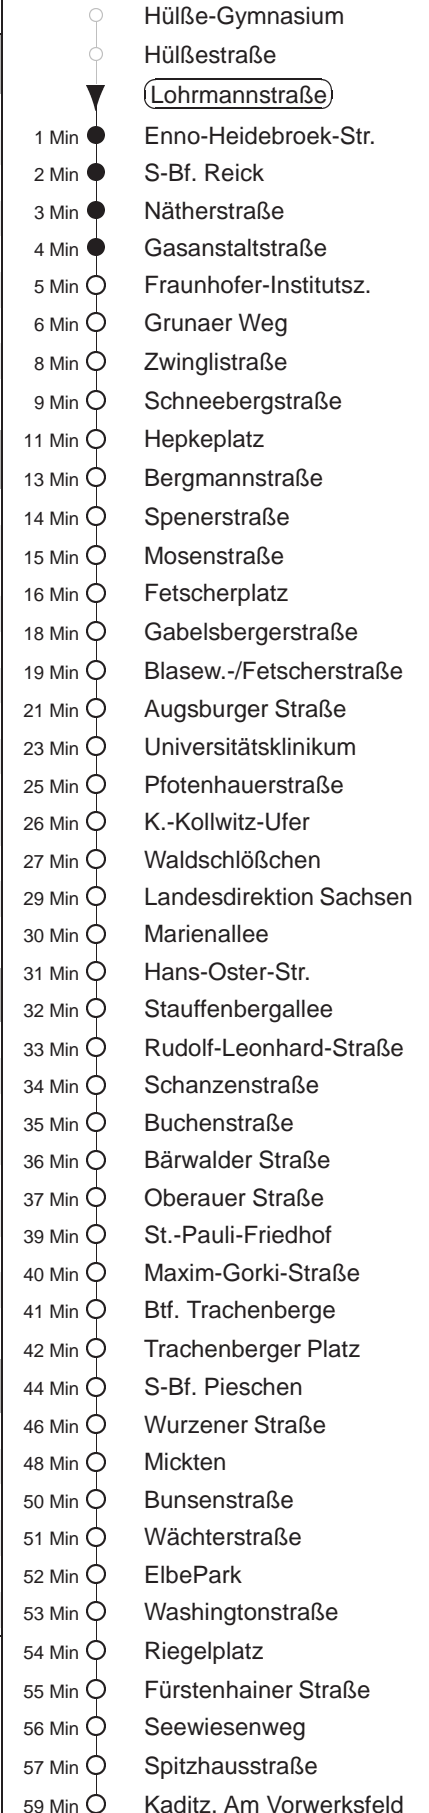 Hülße-Gymnasium
Hülßestraße
Lohrmannstraße
1 Min Enno-Heidebroek-Str.
2 Min S-Bf. Reick
3 Min Nätherstraße
4 Min Gasanstaltstraße
5 Min Fraunhofer-Institutsz.
6 Min Grunaer Weg
8 Min Zwinglistraße
9 Min Schneebergstraße
11 Min Hepkeplatz
13 Min Bergmannstraße
14 Min Spenerstraße
15 Min Mosenstraße
16 Min Fetscherplatz
18 Min Gabelsbergerstraße
19 Min Blasew.-/Fetscherstraße
21 Min Augsburger Straße
23 Min Universitätsklinikum
25 Min Pfotenhauerstraße
26 Min K.-Kollwitz-Ufer
27 Min Waldschlößchen
29 Min Landesdirektion Sachsen
30 Min Marienallee
31 Min Hans-Oster-Str.
32 Min Stauffenbergallee
33 Min Rudolf-Leonhard-Straße
34 Min Schanzenstraße
35 Min Buchenstraße
36 Min Bärwalder Straße
37 Min Oberauer Straße
39 Min St.-Pauli-Friedhof
40 Min Maxim-Gorki-Straße
41 Min Btf. Trachenberge
42 Min Trachenberger Platz
44 Min S-Bf. Pieschen
46 Min Wurzener Straße
48 Min Mickten
50 Min Bunsenstraße
51 Min Wächterstraße
52 Min ElbePark
53 Min Washingtonstraße
54 Min Riegelplatz
55 Min Fürstenhainer Straße
56 Min Seewiesenweg
57 Min Spitzhausstraße
59 Min Kaditz, Am Vorwerksfeld